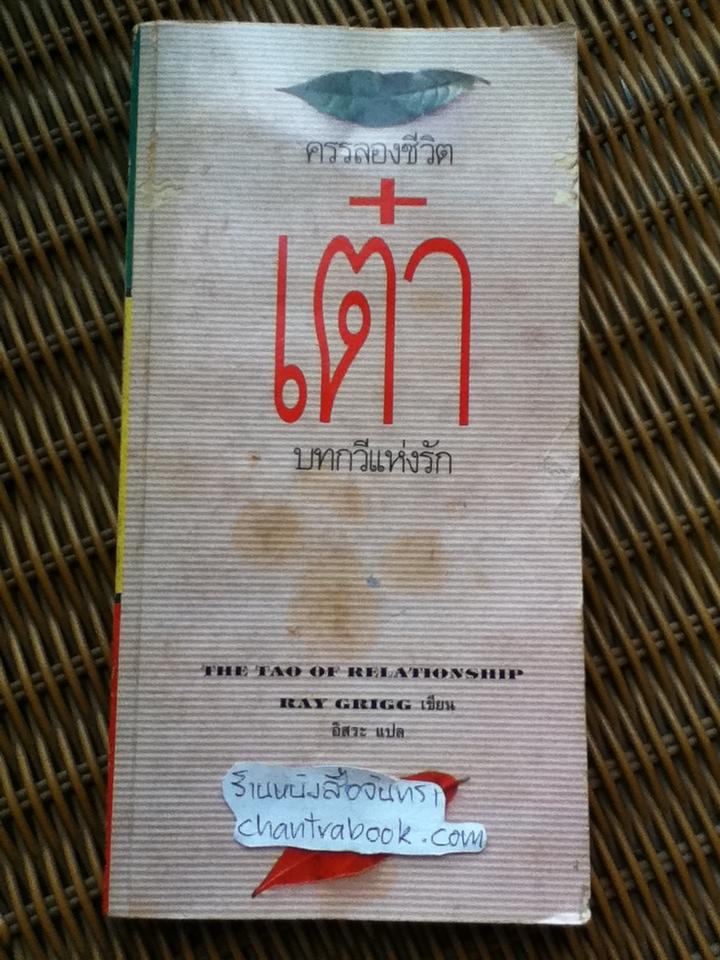 ครรลองชีวิต
เต๋า
บทกวีแห่งรัก
THE TAO OF RELATIONSHIP
RAY GRIGG เขียน
อิสระ แปล
ร้านหนังสือจันทรา
chantrabook.com